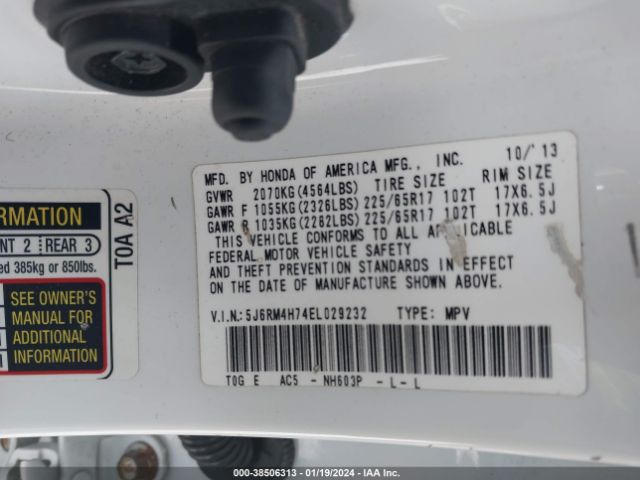 MFD. BY HONDA OF AMERICA MFG., INC. 10/'13
GVWR 2070KG(4564LBS) TIRE SIZE RIM SIZE
GAWR F 1055KG(2326LBS) 225/65R17 102T 17X6.5J
GAWR R 1035KG(2282LBS) 225/65R17 102T 17X6.5J
THIS VEHICLE CONFORMS TO ALL APPLICABLE
FEDERAL MOTOR VEHICLE SAFETY
AND THEFT PREVENTION STANDARDS IN EFFECT
ON THE DATE OF MANUFACTURE SHOWN ABOVE.
V.I.N.: 5J6RM4H74EL029232 TYPE: MPV
T0G E AC5 - NH603P - L - L
T0A A2
RMATION
NT 2 REAR 3
ed 385kg or 850lbs.
SEE OWNER'S
MANUAL FOR
ADDITIONAL
INFORMATION
000-38506313 - 01/19/2024 - IAA Inc.